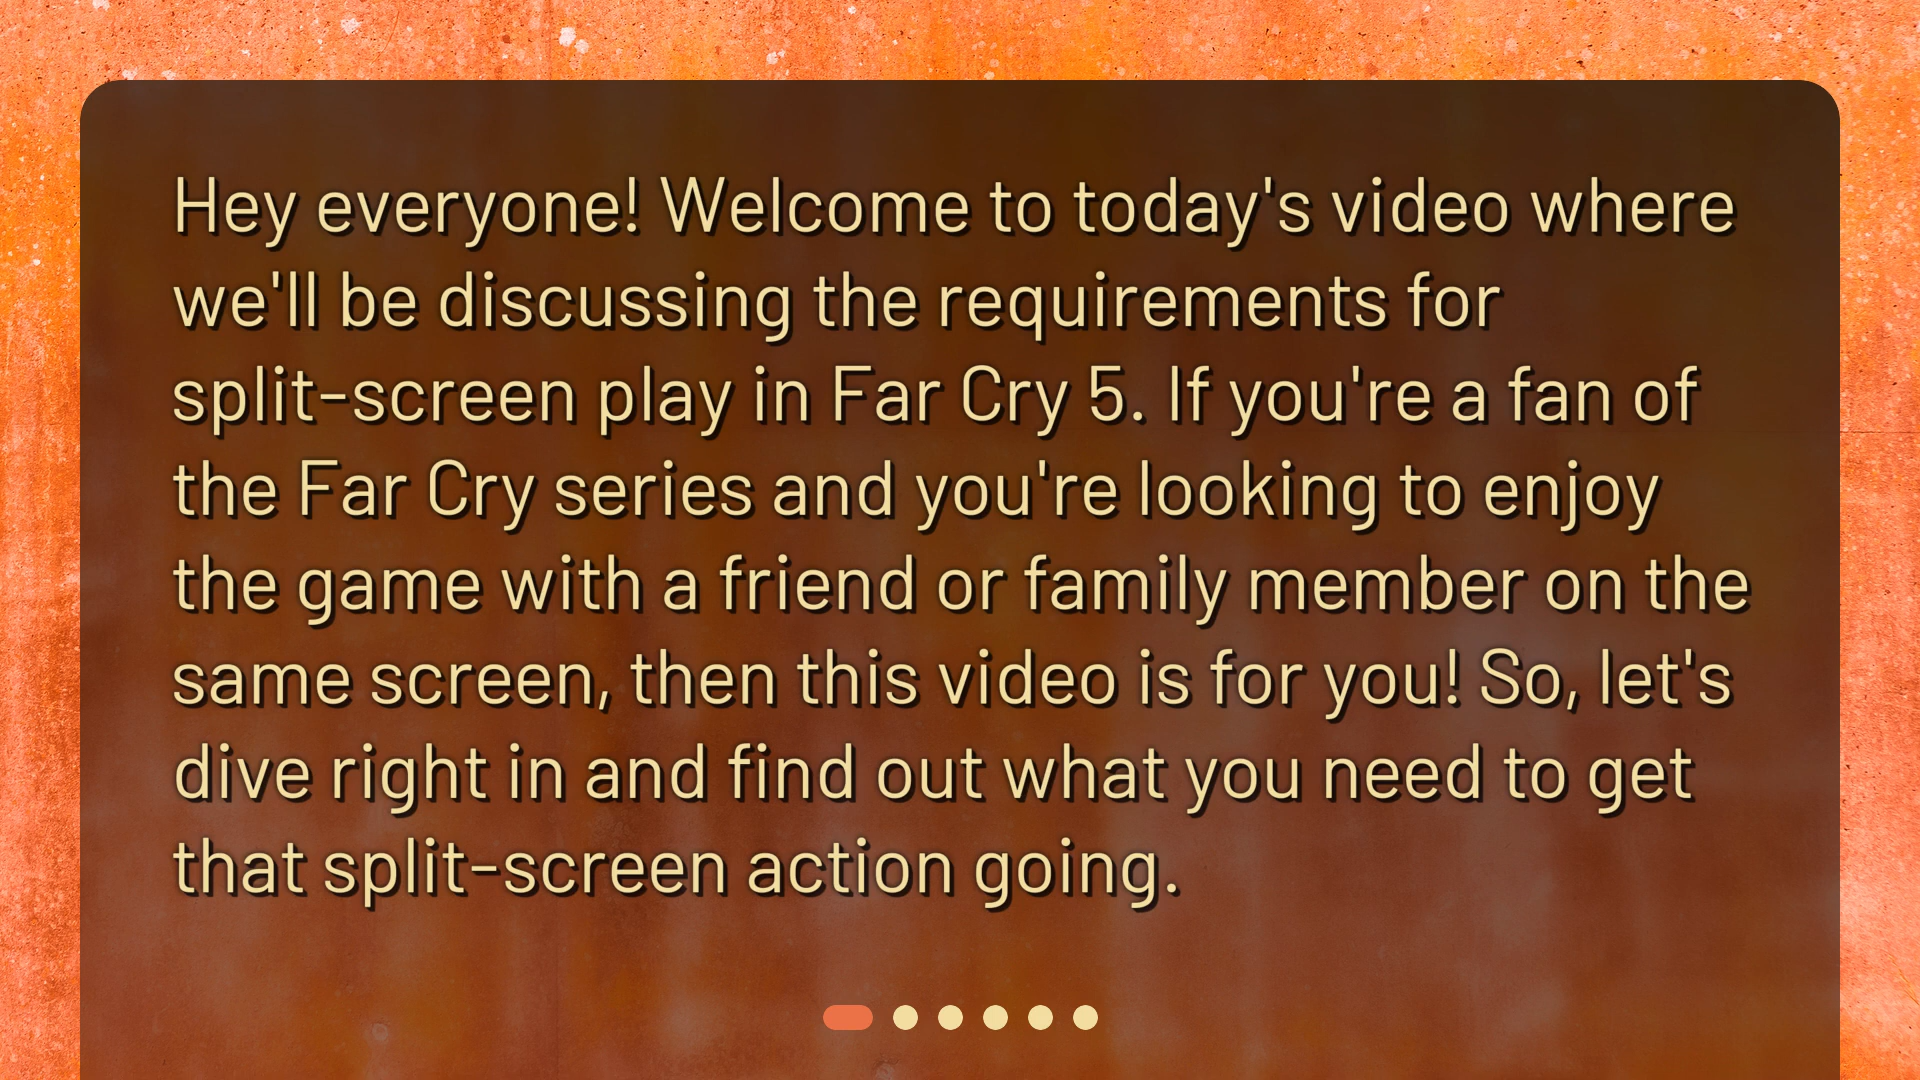 Hey everyone! Welcome to today's video where
we'll be discussing the requirements for
split-screen play in Far Cry 5. If you're a fan of
the Far Cry series and you're looking to enjoy
the game with a friend or family member on the
same screen, then this video is for you! So, let's
dive right in and find out what you need to get
that split-screen action going.